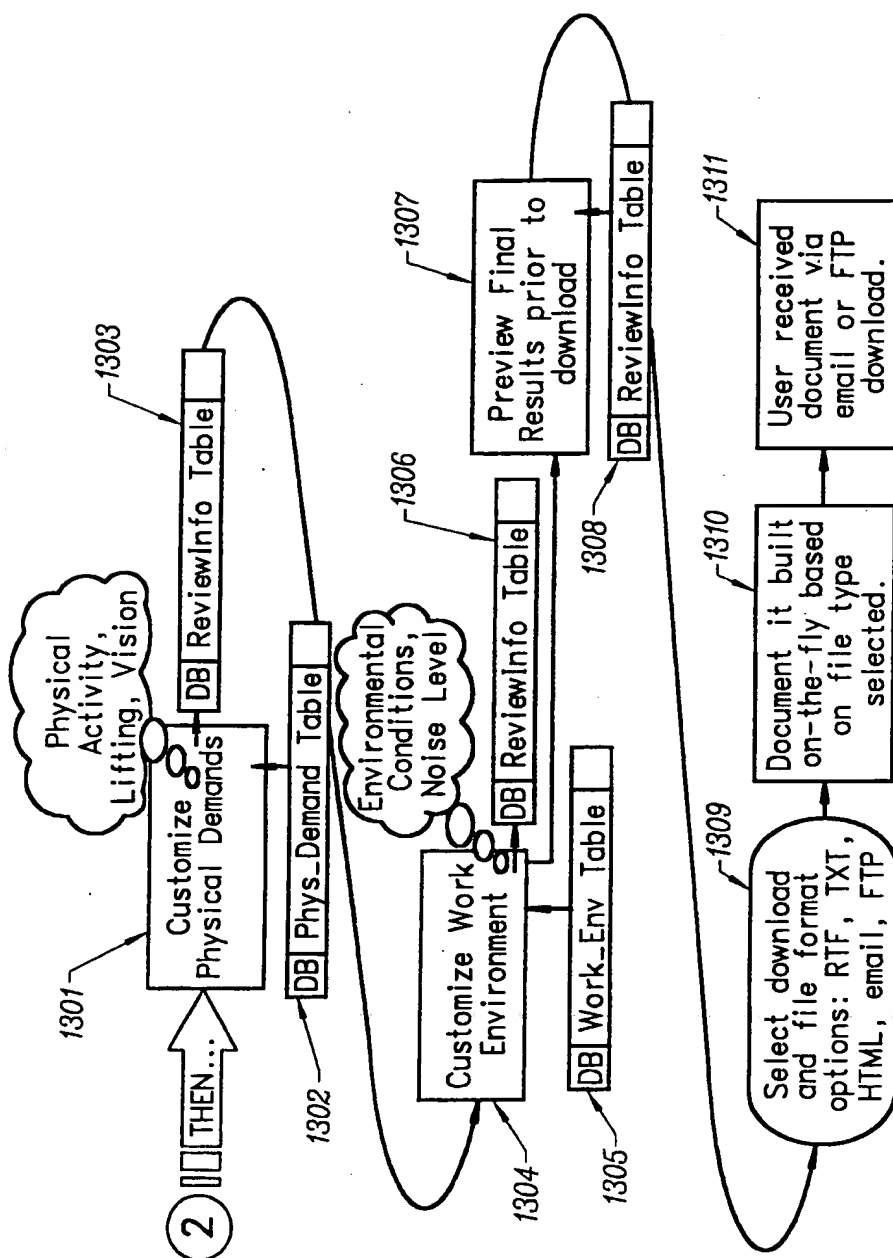 2
THEN...
1301
Customize
Physical Demands
Physical
Activity,
Lifting, Vision
DB ReviewInfo Table
1303
DB Phys_Demand Table
1302
Customize Work
Environment
1304
Environmental
Conditions,
Noise Level
DB ReviewInfo Table
1306
DB Work_Env Table
1305
Preview Final
Results prior to
download
1307
DB ReviewInfo Table
1308
Select download
and file format
options: RTF, TXT,
HTML, email, FTP
1309
Document it built
on-the-fly based
on file type
selected.
1310
User received
document via
email or FTP
download.
1311